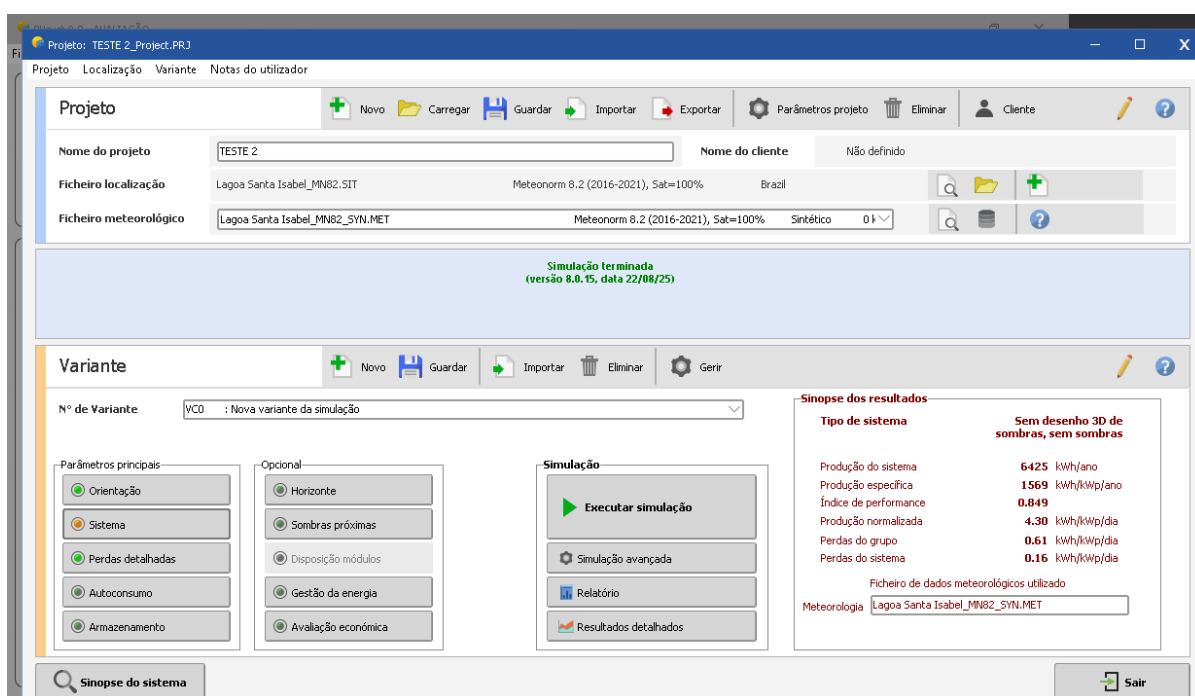 Projeto: TESTE 2_Project.PRJ
Projeto Localização Variante Notas do utilizador
Projeto
Novo Carregar Guardar Importar Exportar Parâmetros projeto Eliminar Cliente
Nome do projeto TESTE 2 Nome do cliente Não definido
Ficheiro localização Lagoa Santa Isabel_MN82.SIT Meteonorm 8.2 (2016-2021), Sat=100% Brazil
Ficheiro meteorológico Lagoa Santa Isabel_MN82_SYN.MET Meteonorm 8.2 (2016-2021), Sat=100% Sintético 0 k
Simulação terminada
(versão 8.0.15, data 22/08/25)
Variante
Novo Guardar Importar Eliminar Gerir
N° de Variante VC0 : Nova variante da simulação
Parâmetros principais
Orientação
Sistema
Perdas detalhadas
Autoconsumo
Armazenamento
Opcional
Horizonte
Sombras próximas
Disposição módulos
Gestão da energia
Avaliação económica
Simulação
Executar simulação
Simulação avançada
Relatório
Resultados detalhados
Sinopse dos resultados
Tipo de sistema Sem desenho 3D de
sombras, sem sombras
Produção do sistema 6425 kWh/ano
Produção específica 1569 kWh/kWp/ano
Índice de performance 0.849
Produção normalizada 4.30 kWh/kWp/dia
Perdas do grupo 0.61 kWh/kWp/dia
Perdas do sistema 0.16 kWh/kWp/dia
Ficheiro de dados meteorológicos utilizado
Meteorologia Lagoa Santa Isabel_MN82_SYN.MET
Sinopse do sistema
Sair